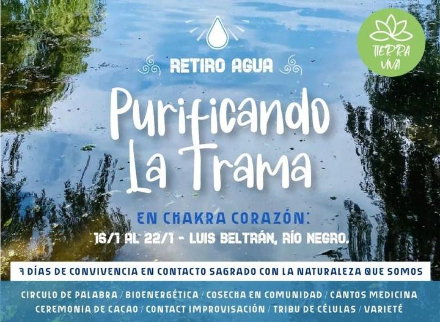 RETIRO AGUA
TIERRA
VIVA
Purificando
La Trama
EN CHAKRA CORAZÓN:
16/1 AL 22/1 - LUIS BELTRÁN, RÍO NEGRO.
7 DÍAS DE CONVIVENCIA EN CONTACTO SAGRADO CON LA NATURALEZA QUE SOMOS
CIRCULO DE PALABRA / BIOENERGÉTICA / COSECHA EN COMUNIDAD / CANTOS MEDICINA
CEREMONIA DE CACAO / CONTACT IMPROVISACIÓN / TRIBU DE CÉLULAS / VARIETÉ